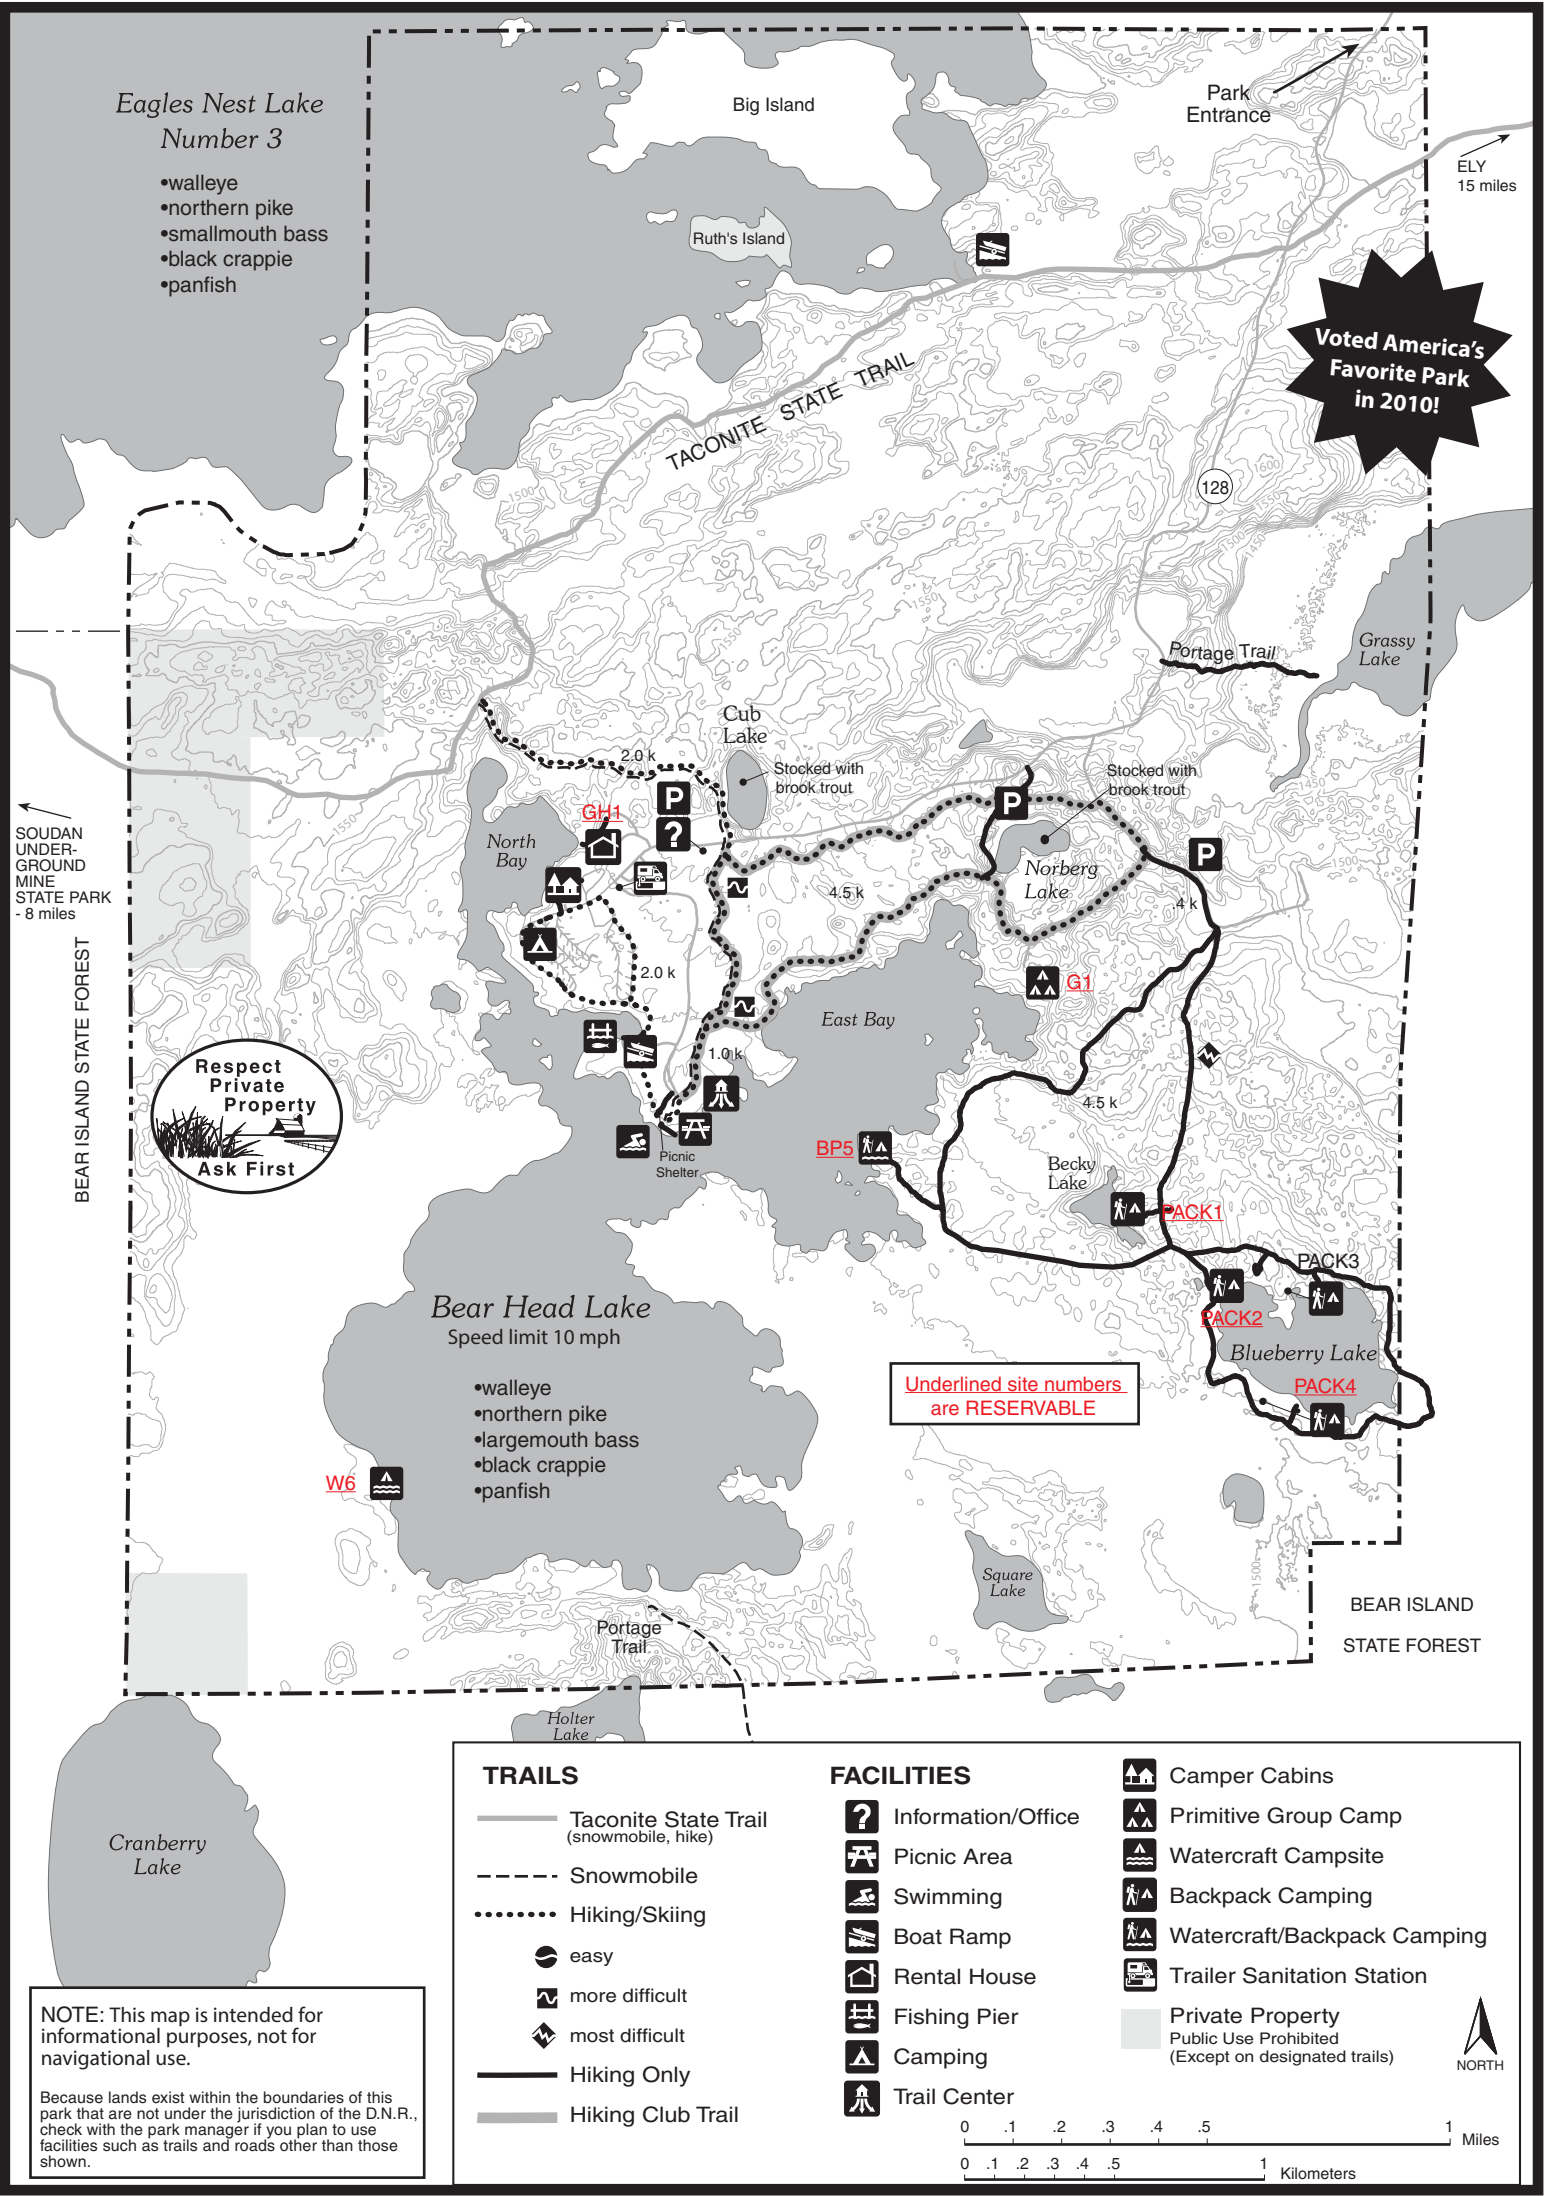 Eagles Nest Lake
Number 3
•walleye
•northern pike
•smallmouth bass
•black crappie
•panfish
Big Island
Ruth's Island
Park
Entrance
ELY
15 miles
Voted America's
Favorite Park
in 2010!
TACONITE STATE TRAIL
128
1500
1550
1600
1550
1500
1450
1550
1550
Portage Trail
Grassy
Lake
Cub
Lake
2.0 k
Stocked with
brook trout
Stocked with
brook trout
P
?
GH1
North
Bay
P
Norberg
Lake
P
1500
1550
SOUDAN
UNDER-
GROUND
MINE
STATE PARK
- 8 miles
BEAR ISLAND STATE FOREST
4.5 k
.4 k
2.0 k
G1
East Bay
1.0 k
4.5 k
Respect
Private
Property
Ask First
Picnic
Shelter
BP5
Becky
Lake
PACK1
PACK3
PACK2
Blueberry Lake
PACK4
Bear Head Lake
Speed limit 10 mph
•walleye
•northern pike
•largemouth bass
•black crappie
•panfish
Underlined site numbers
are RESERVABLE
W6
Square
Lake
1500
BEAR ISLAND
STATE FOREST
Portage
Trail
Holter
Lake
Cranberry
Lake
NOTE: This map is intended for
informational purposes, not for
navigational use.
Because lands exist within the boundaries of this
park that are not under the jurisdiction of the D.N.R.,
check with the park manager if you plan to use
facilities such as trails and roads other than those
shown.
TRAILS
Taconite State Trail
(snowmobile, hike)
Snowmobile
Hiking/Skiing
easy
more difficult
most difficult
Hiking Only
Hiking Club Trail
FACILITIES
? Information/Office
Picnic Area
Swimming
Boat Ramp
Rental House
Fishing Pier
Camping
Trail Center
Camper Cabins
Primitive Group Camp
Watercraft Campsite
Backpack Camping
Watercraft/Backpack Camping
Trailer Sanitation Station
Private Property
Public Use Prohibited
(Except on designated trails)
NORTH
0 .1 .2 .3 .4 .5 1 Miles
0 .1 .2 .3 .4 .5 1 Kilometers